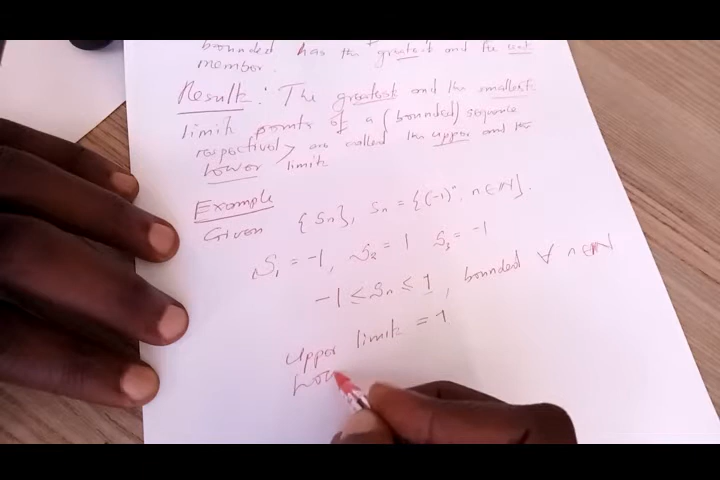 bounded has the greatest and the
member.
Result: The greatest and the smallest
limit points of a (bounded) sequence
respectively are called the upper and the
Lower limit
Example
Given {Sn}, Sn = {(-1)ⁿ: n∈ℕ}.
S₁ = -1, S₂ = 1 S₃ = -1
-1 ≤ Sn ≤ 1, bounded ∀ n∈ℕ
Upper limit = 1
Low